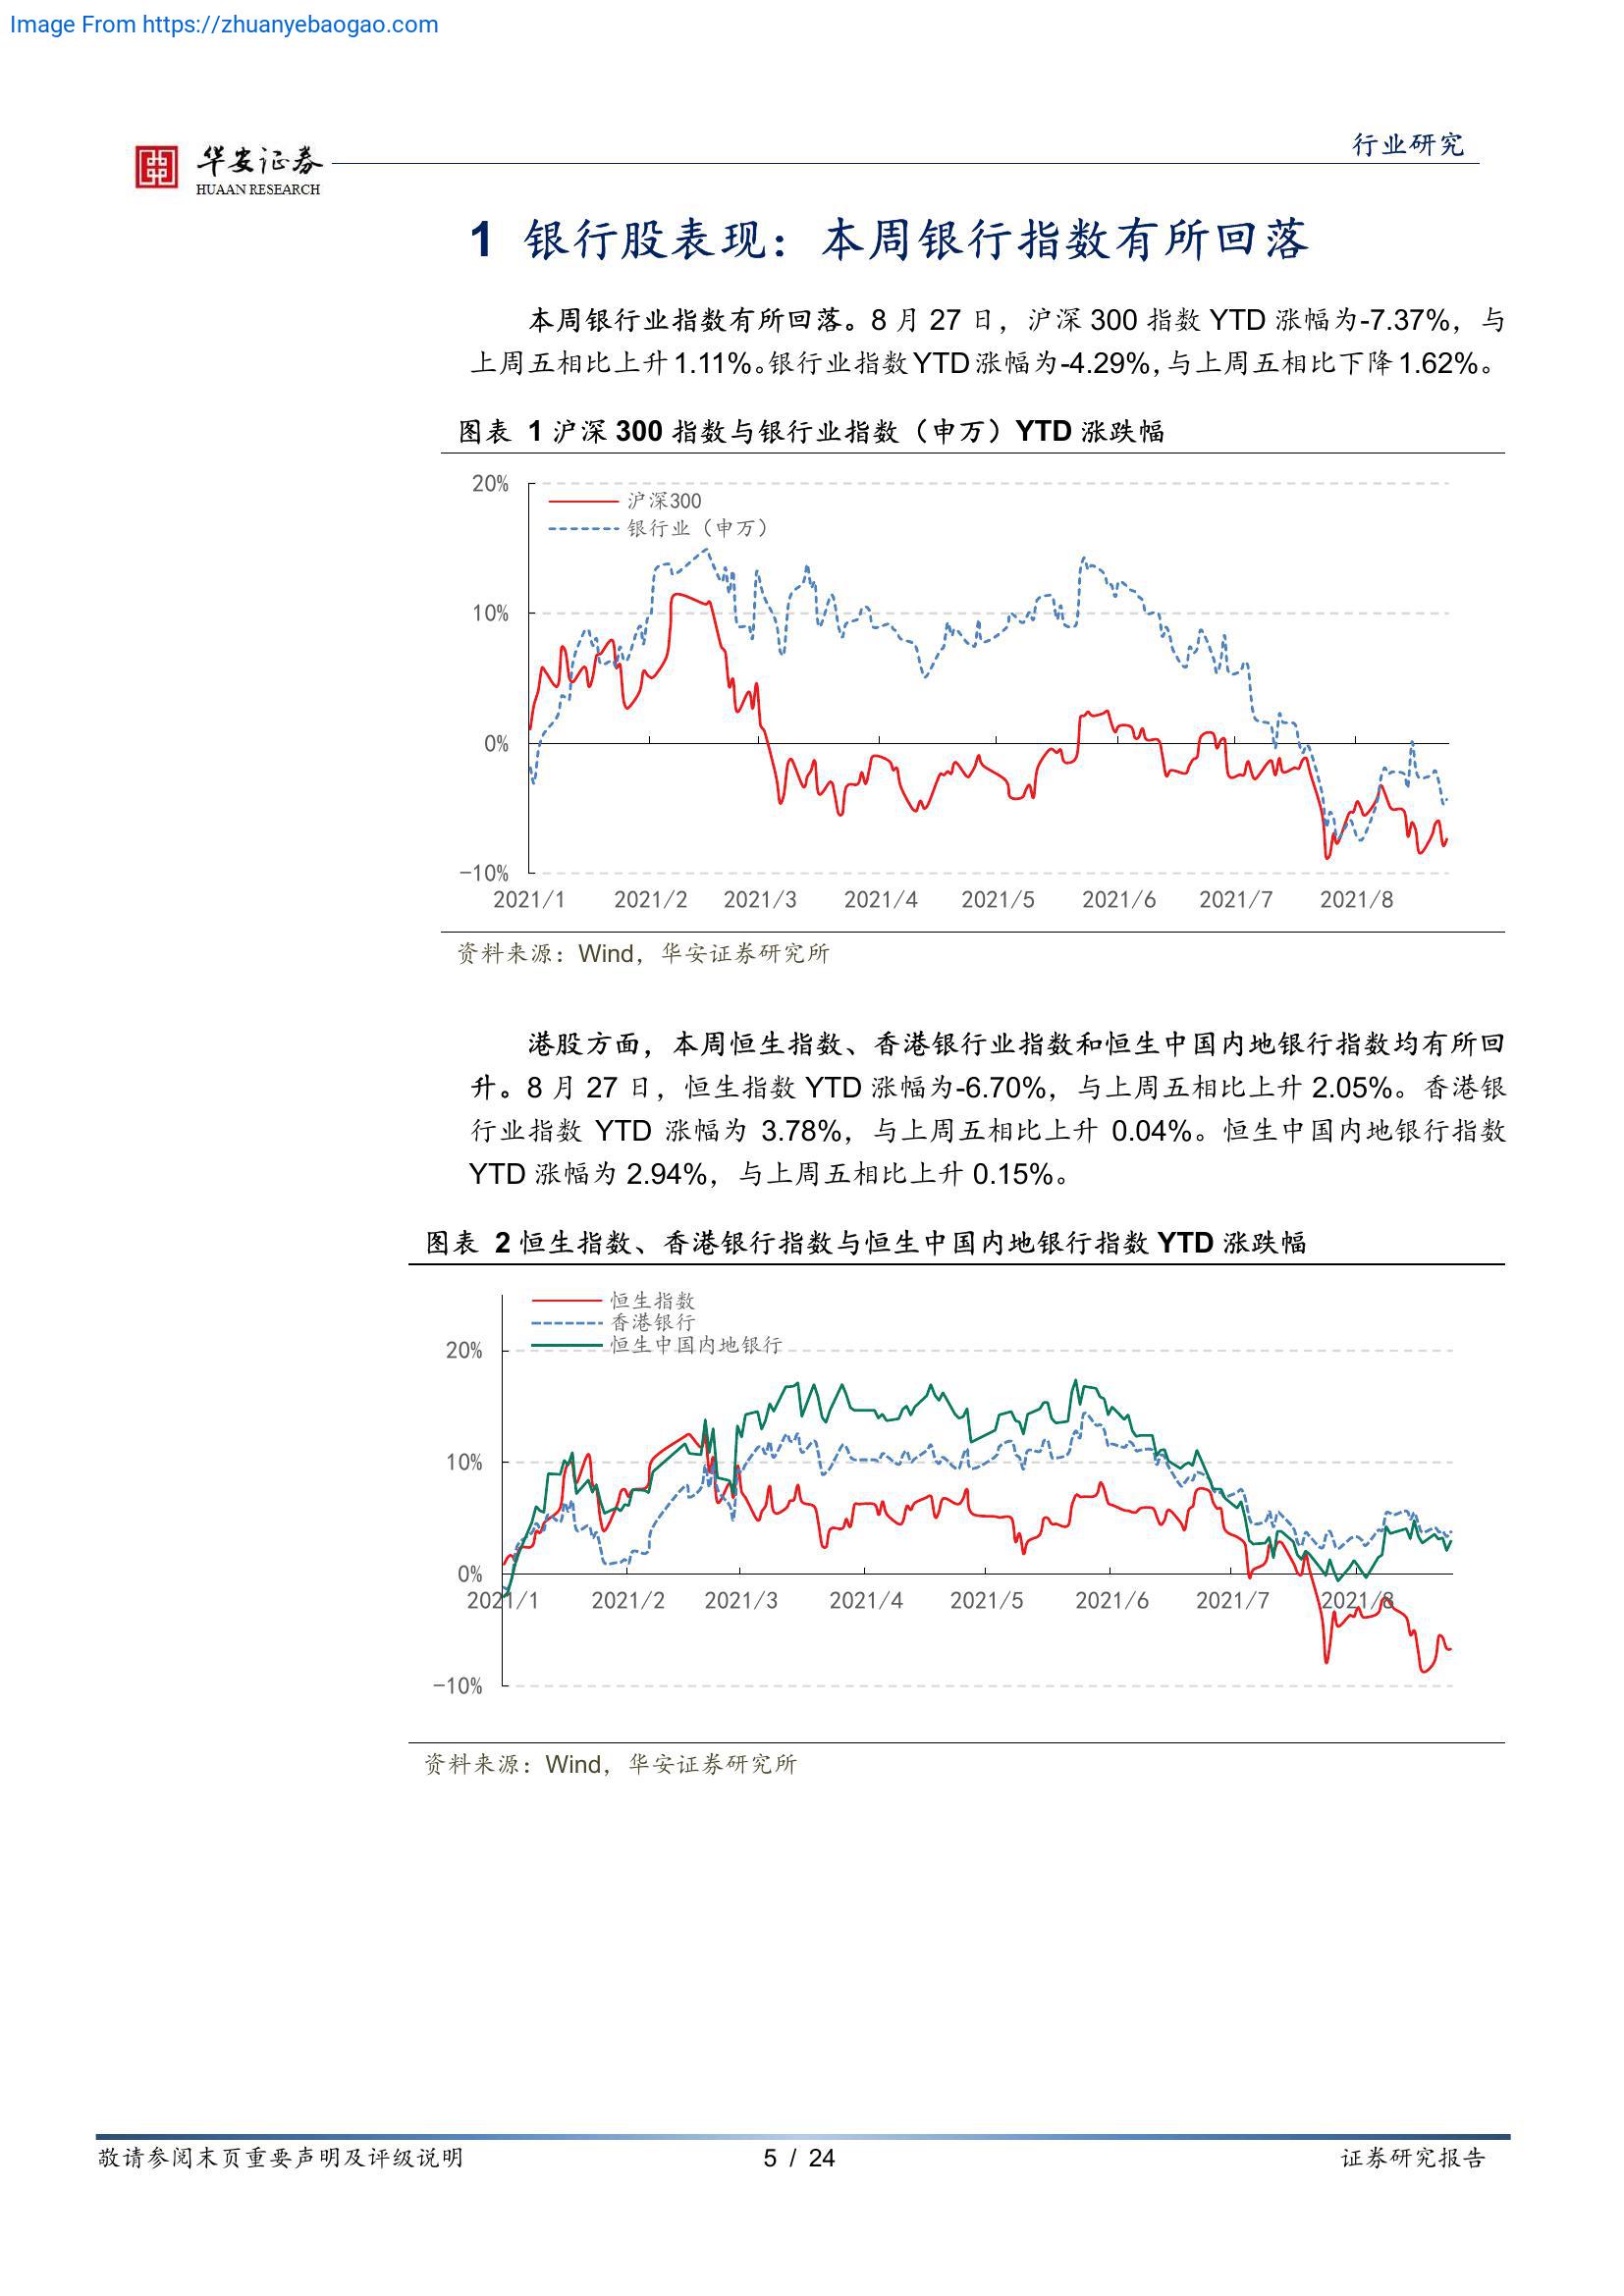 Image From https://zhuanyebaogao.com
华安证券
HUAAN RESEARCH
行业研究
1 银行股表现：本周银行指数有所回落
本周银行业指数有所回落。8 月 27 日，沪深 300 指数 YTD 涨幅为-7.37%，与
上周五相比上升 1.11%。银行业指数 YTD 涨幅为-4.29%，与上周五相比下降 1.62%。
图表 1 沪深 300 指数与银行业指数（申万）YTD 涨跌幅
20%
沪深300
银行业（申万）
10%
0%
-10%
2021/1 2021/2 2021/3 2021/4 2021/5 2021/6 2021/7 2021/8
资料来源：Wind，华安证券研究所
港股方面，本周恒生指数、香港银行业指数和恒生中国内地银行指数均有所回
升。8 月 27 日，恒生指数 YTD 涨幅为-6.70%，与上周五相比上升 2.05%。香港银
行业指数 YTD 涨幅为 3.78%，与上周五相比上升 0.04%。恒生中国内地银行指数
YTD 涨幅为 2.94%，与上周五相比上升 0.15%。
图表 2 恒生指数、香港银行指数与恒生中国内地银行指数 YTD 涨跌幅
恒生指数
香港银行
恒生中国内地银行
20%
10%
0%
2021/1 2021/2 2021/3 2021/4 2021/5 2021/6 2021/7 2021/8
-10%
资料来源：Wind，华安证券研究所
敬请参阅末页重要声明及评级说明
5 / 24
证券研究报告